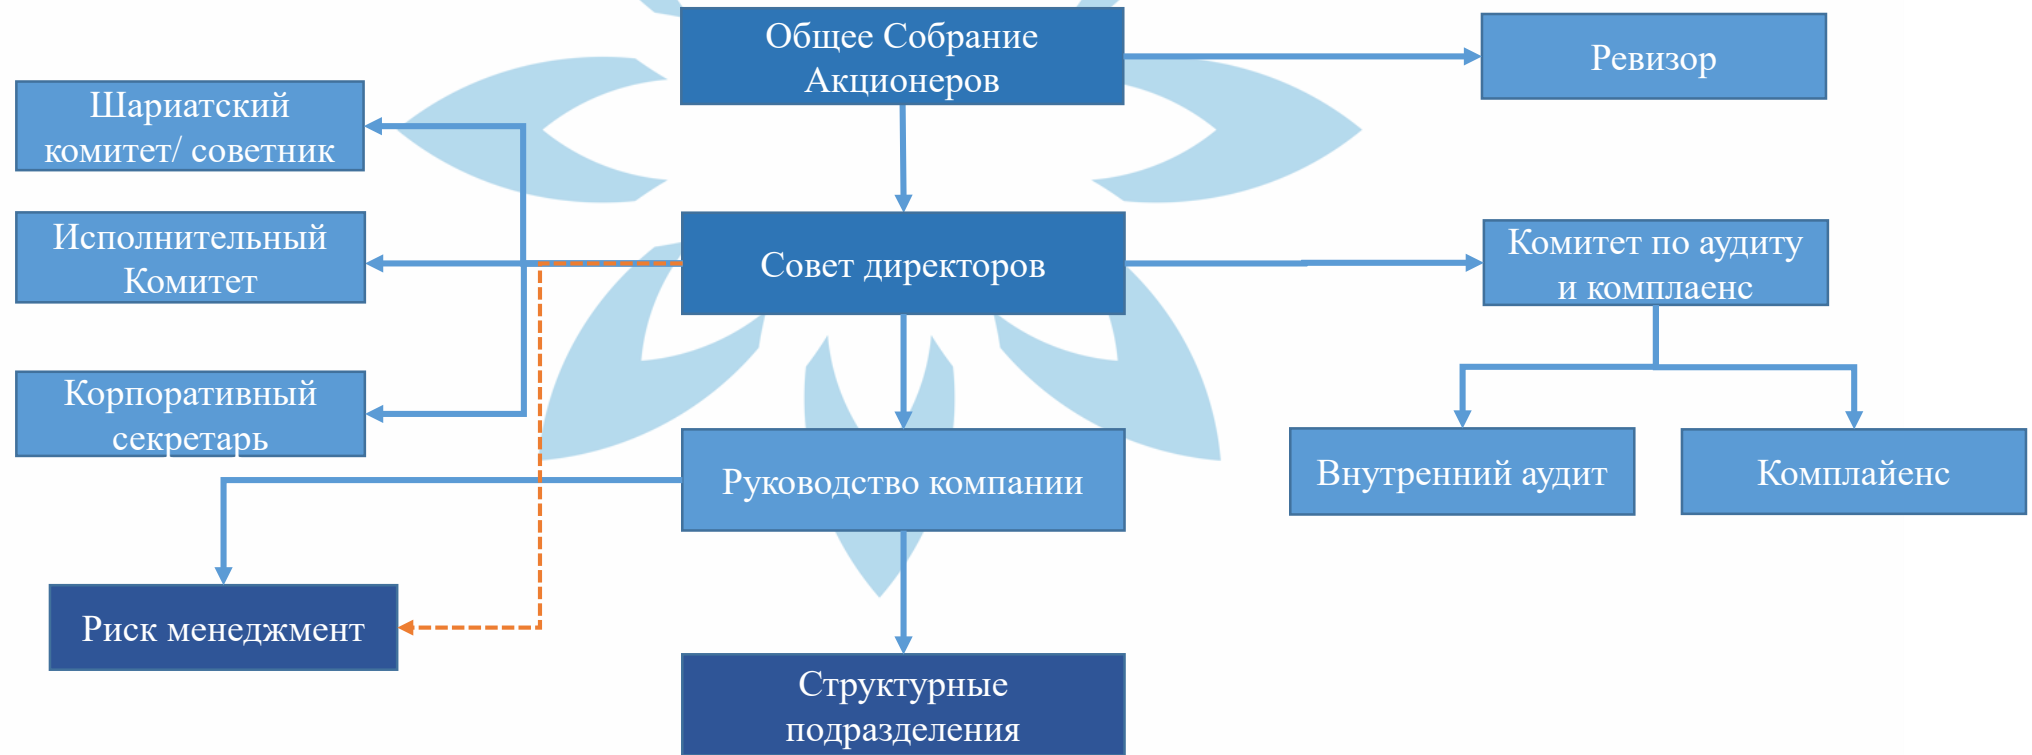 Общее Собрание
Акционеров
Ревизор
Шариатский
комитет/ советник
Исполнительный
Комитет
Совет директоров
Комитет по аудиту
и комплаенс
Корпоративный
секретарь
Руководство компании
Внутренний аудит
Комплайенс
Риск менеджмент
Структурные
подразделения